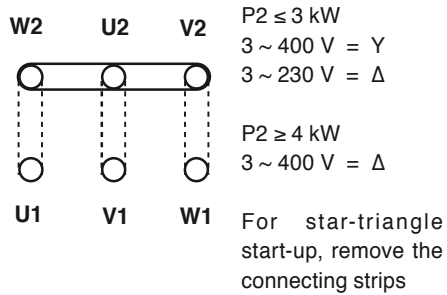 W2 U2 V2
U1 V1 W1
P2 ≤ 3 kW
3 ~ 400 V = Y
3 ~ 230 V = Δ
P2 ≥ 4 kW
3 ~ 400 V = Δ
For star-triangle
start-up, remove the
connecting strips